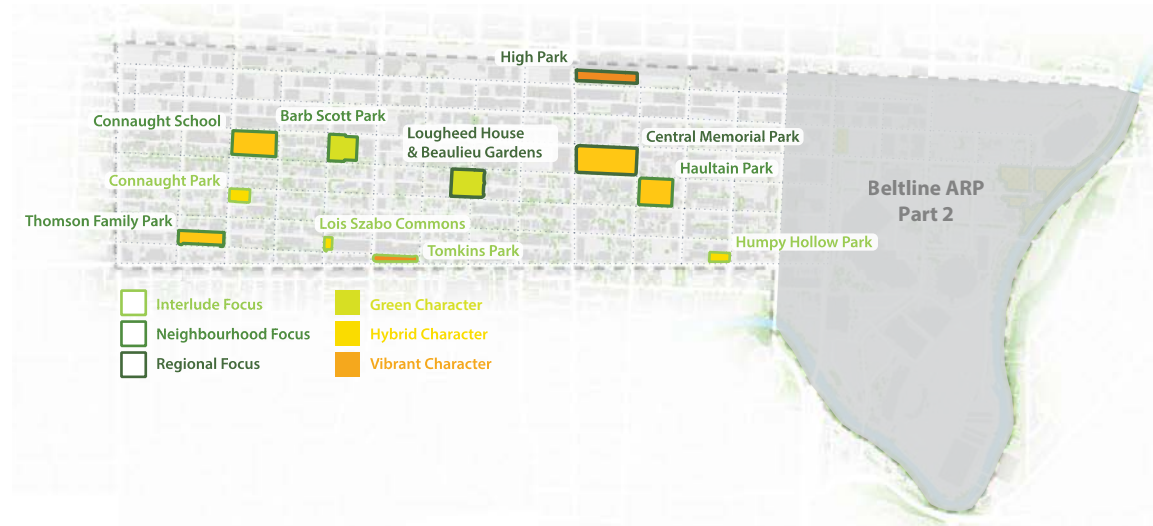 High Park
Connaught School
Barb Scott Park
Lougheed House
& Beaulieu Gardens
Central Memorial Park
Haultain Park
Connaught Park
Beltline ARP
Part 2
Thomson Family Park
Lois Szabo Commons
Tomkins Park
Humpy Hollow Park
Interlude Focus
Neighbourhood Focus
Regional Focus
Green Character
Hybrid Character
Vibrant Character